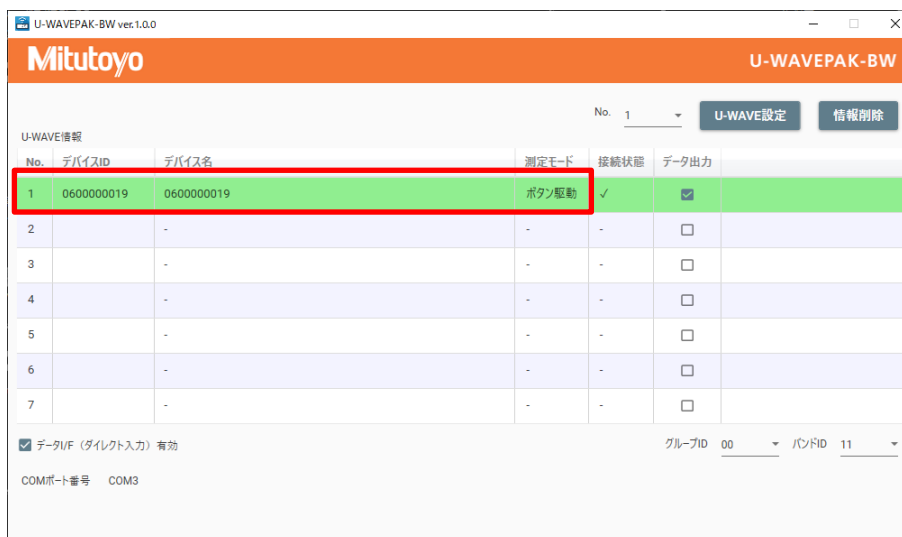 U-WAVEPAK-BW ver.1.0.0
Mitutoyo
U-WAVEPAK-BW
No. 1 U-WAVE設定 情報削除
U-WAVE情報
No. デバイスID デバイス名 測定モード 接続状態 データ出力
1 0600000019 0600000019 ボタン駆動 ✓
2 - - -
3 - - -
4 - - -
5 - - -
6 - - -
7 - - -
データI/F（ダイレクト入力）有効 グループID 00 バンドID 11
COMポート番号 COM3